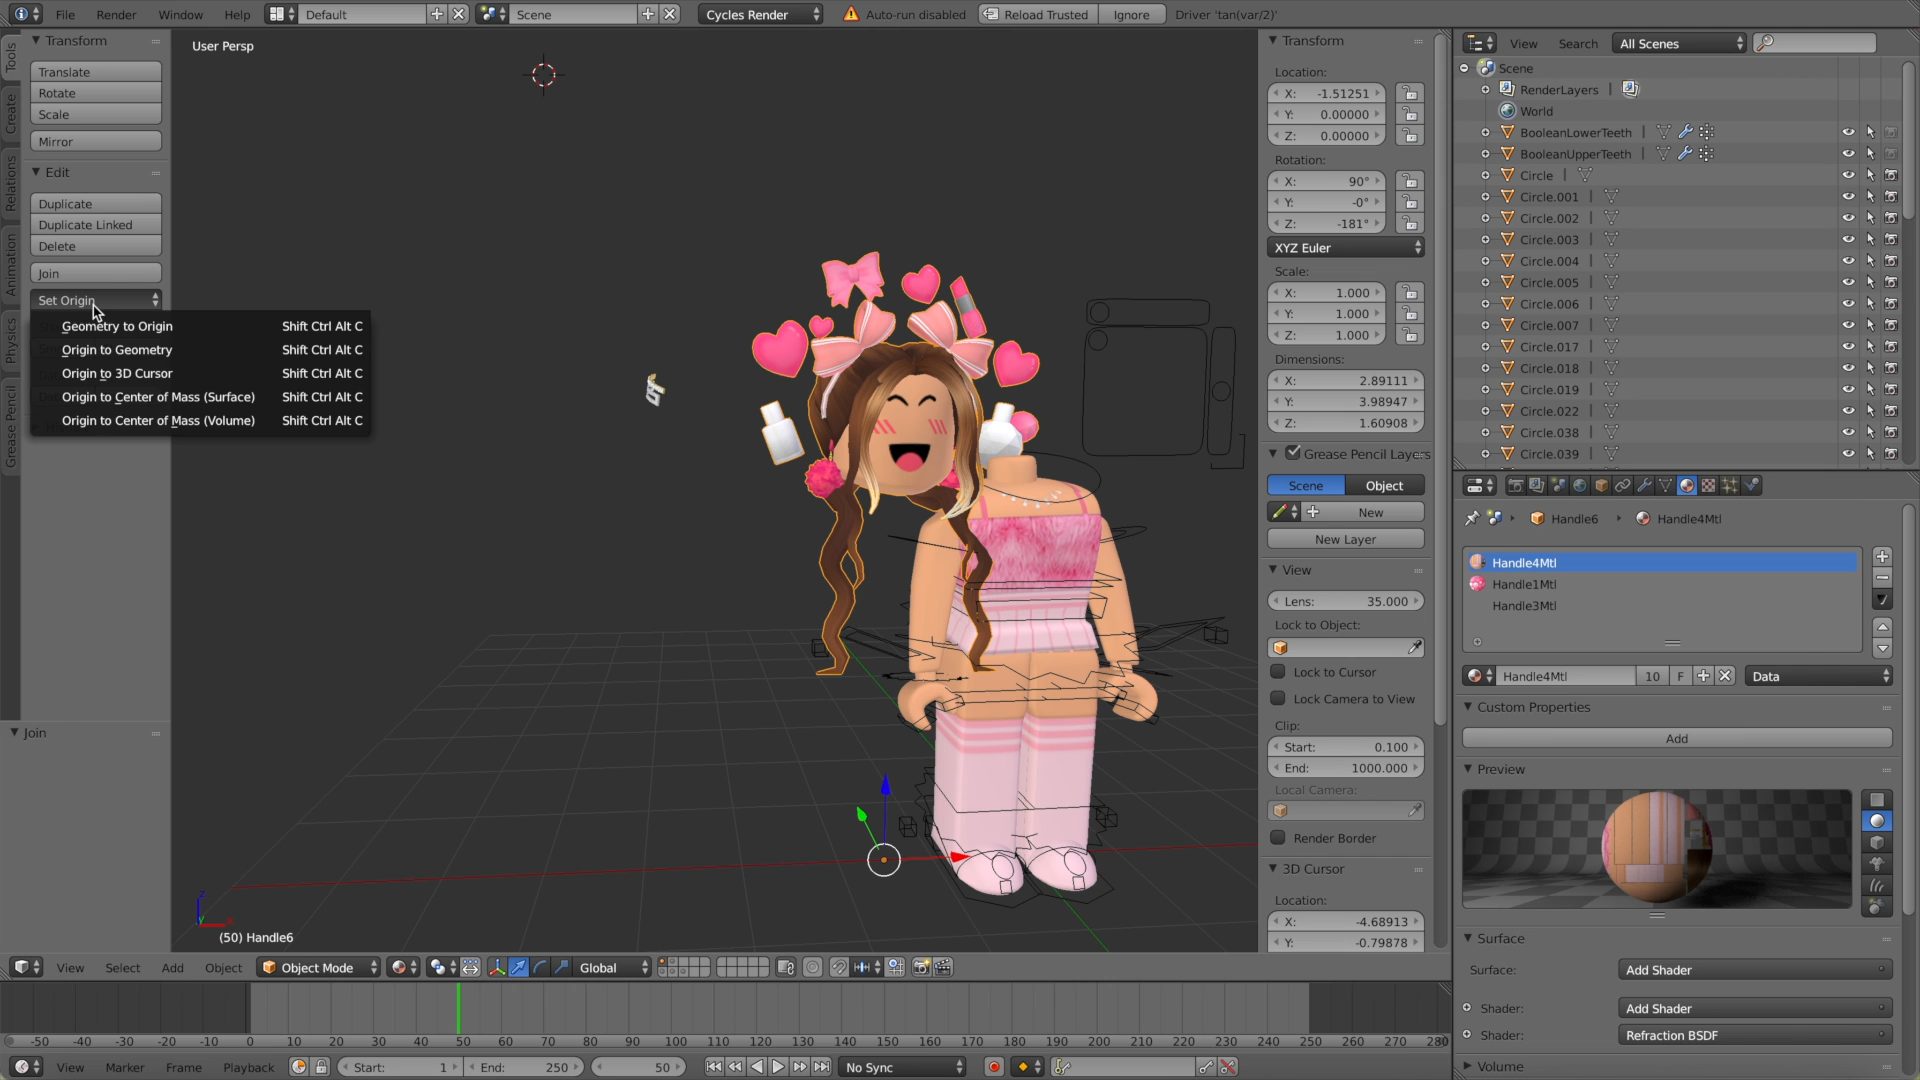 File Render Window Help Default Scene Cycles Render Auto-run disabled Reload Trusted Ignore Driver 'tan(var/2)'
Tools
Create
Relations
Animation
Physics
Grease Pencil
Transform
Translate
Rotate
Scale
Mirror
Edit
Duplicate
Duplicate Linked
Delete
Join
Set Origin
Geometry to Origin Shift Ctrl Alt C
Origin to Geometry Shift Ctrl Alt C
Origin to 3D Cursor Shift Ctrl Alt C
Origin to Center of Mass (Surface) Shift Ctrl Alt C
Origin to Center of Mass (Volume) Shift Ctrl Alt C
Join
User Persp
(50) Handle6
Transform
Location:
X: -1.51251
Y: 0.00000
Z: 0.00000
Rotation:
X: 90°
Y: -0°
Z: -181°
XYZ Euler
Scale:
X: 1.000
Y: 1.000
Z: 1.000
Dimensions:
X: 2.89111
Y: 3.98947
Z: 1.60908
Grease Pencil Layers
Scene Object
New
New Layer
View
Lens: 35.000
Lock to Object:
Lock to Cursor
Lock Camera to View
Clip:
Start: 0.100
End: 1000.000
Local Camera:
Render Border
3D Cursor
Location:
X: -4.68913
Y: -0.79878
View Search All Scenes
Scene
RenderLayers
World
BooleanLowerTeeth
BooleanUpperTeeth
Circle
Circle.001
Circle.002
Circle.003
Circle.004
Circle.005
Circle.006
Circle.007
Circle.017
Circle.018
Circle.019
Circle.022
Circle.038
Circle.039
Handle6 Handle4Mtl
Handle4Mtl
Handle1Mtl
Handle3Mtl
Handle4Mtl 10 F Data
Custom Properties
Add
Preview
Surface
Surface: Add Shader
Shader: Add Shader
Shader: Refraction BSDF
Volume
View Select Add Object Object Mode Global
-50 -40 -30 -20 -10 0 10 20 30 40 50 60 70 80 90 100 110 120 130 140 150 160 170 180 190 200 210 220 230 240 250 260 270
View Marker Frame Playback Start: 1 End: 250 50 No Sync